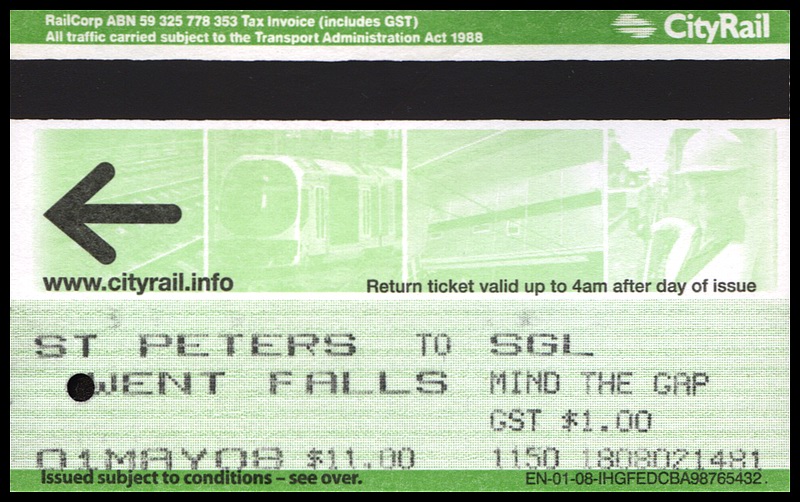 RailCorp ABN 59 325 778 353 Tax Invoice (includes GST)
All traffic carried subject to the Transport Administration Act 1988
CityRail
www.cityrail.info
Return ticket valid up to 4am after day of issue
ST PETERS TO SGL
WENT FALLS MIND THE GAP
GST $1.00
01MAY08 $11.00 1150 1808021481
Issued subject to conditions – see over.
EN-01-08-IHGFEDCBA98765432.